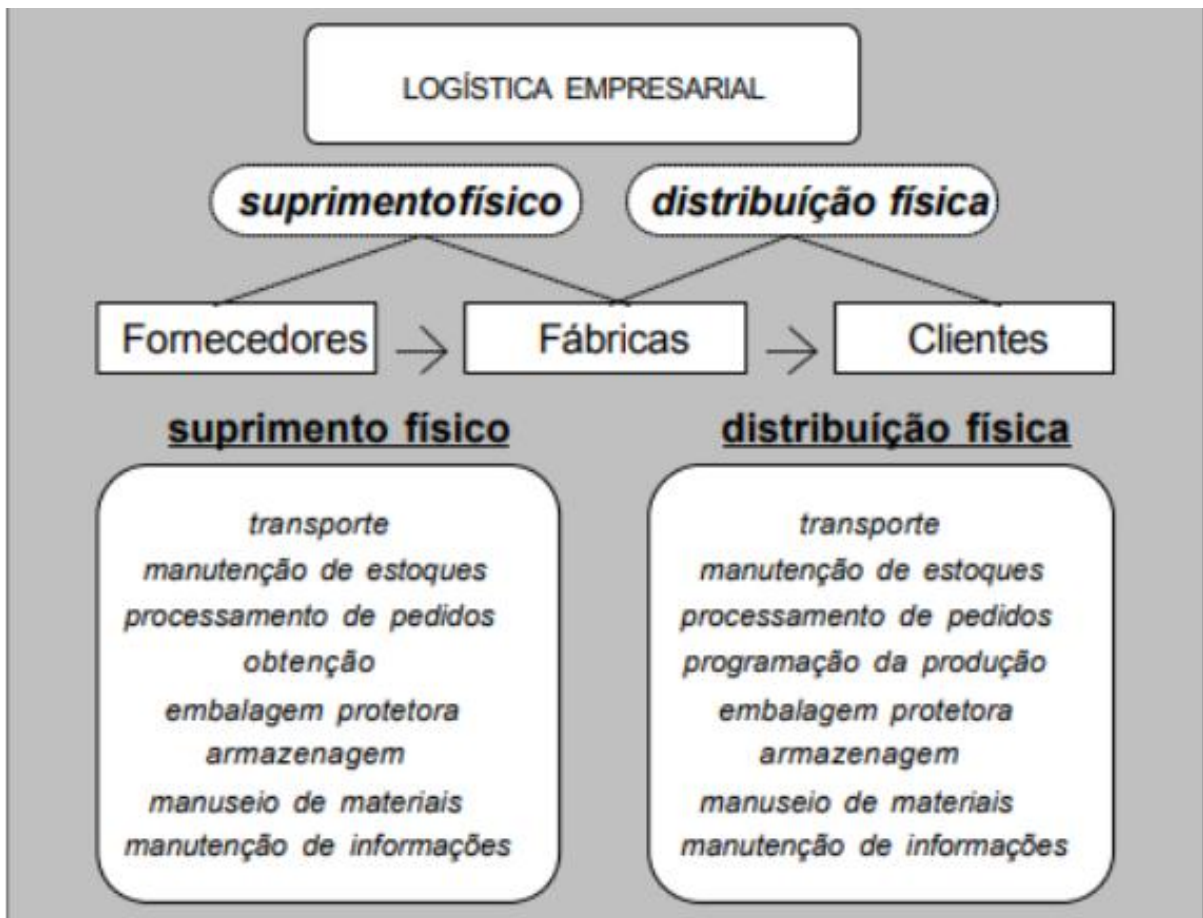 LOGÍSTICA EMPRESARIAL
suprimentofísico
distribuíção física
Fornecedores
Fábricas
Clientes
suprimento físico
distribuíção física
transporte
manutenção de estoques
processamento de pedidos
obtenção
embalagem protetora
armazenagem
manuseio de materiais
manutenção de informações
transporte
manutenção de estoques
processamento de pedidos
programação da produção
embalagem protetora
armazenagem
manuseio de materiais
manutenção de informações